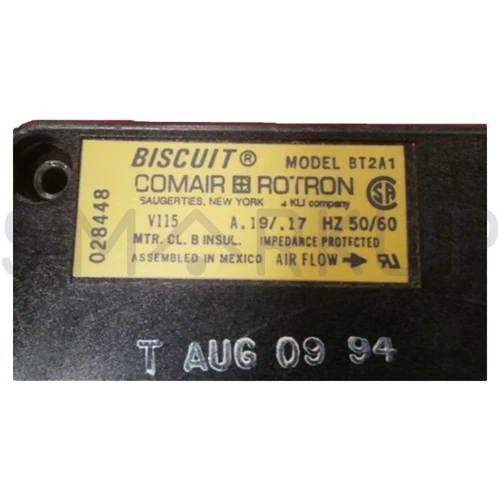 BISCUIT® MODEL BT2A1
COMAIR ROTRON
SAUGERTIES, NEW YORK a KLI company
V115 A.19/.17 HZ 50/60
MTR. CL. B INSUL. IMPEDANCE PROTECTED
ASSEMBLED IN MEXICO AIR FLOW →
028448
T AUG 09 94